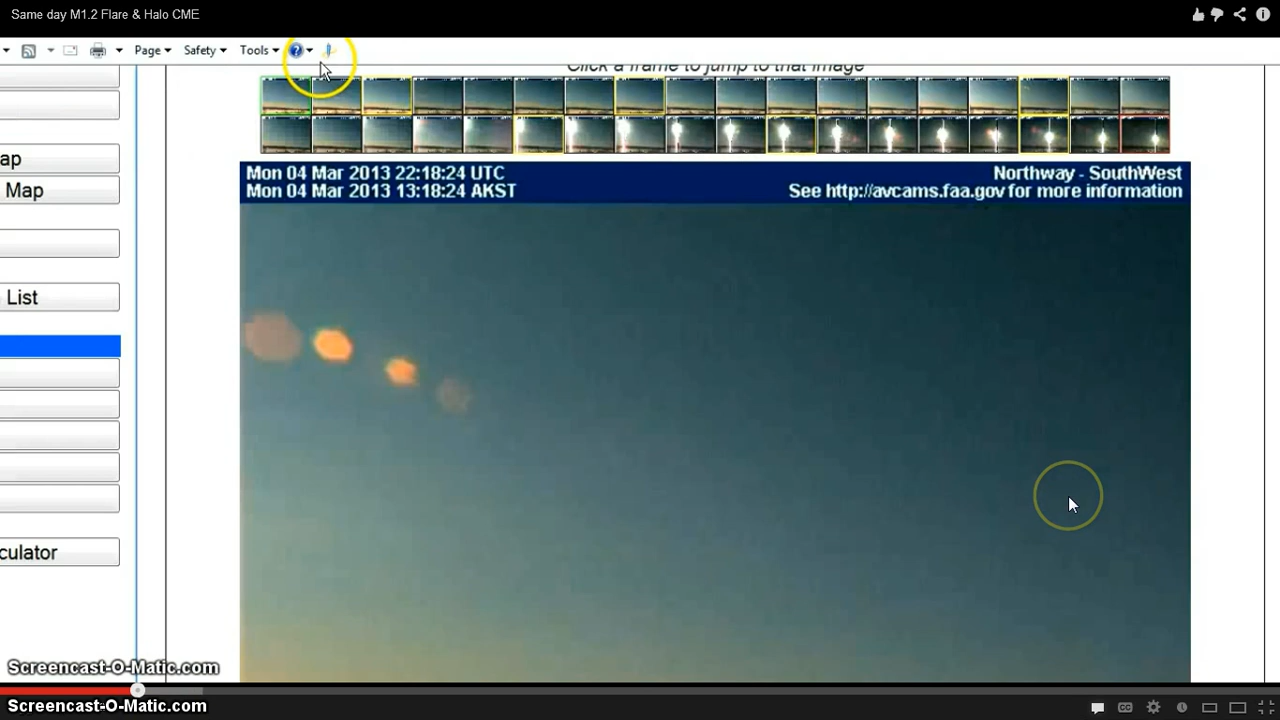 Same day M1.2 Flare & Halo CME
Page
Safety
Tools
Click a frame to jump to that image
ap
Map
List
culator
Mon 04 Mar 2013 22:18:24 UTC
Northway - SouthWest
Mon 04 Mar 2013 13:18:24 AKST
See http://avcams.faa.gov for more information
Screencast-O-Matic.com
Screencast-O-Matic.com